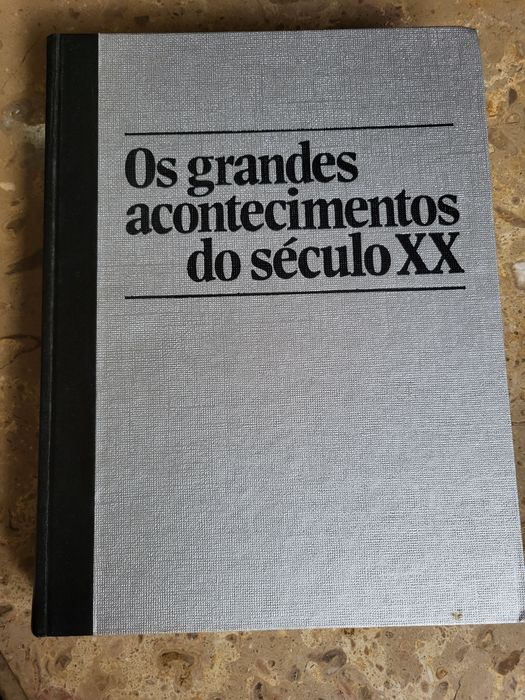 Os grandes
acontecimentos
do século XX